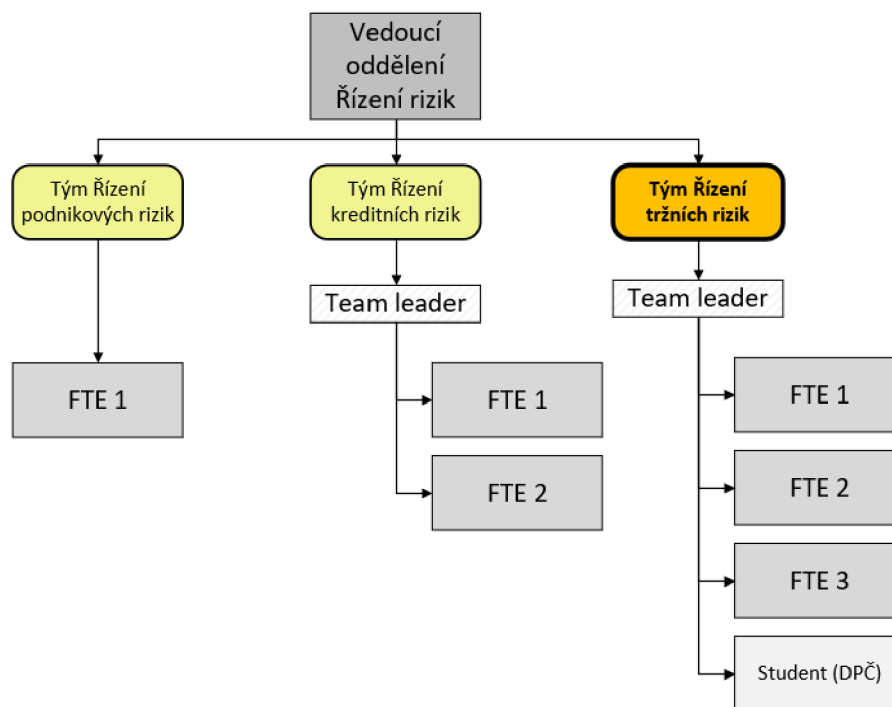 Vedoucí
oddělení
Řízení rizik
Tým Řízení
podnikových rizik
Tým Řízení
kreditních rizik
Tým Řízení
tržních rizik
Team leader
Team leader
FTE 1
FTE 1
FTE 2
FTE 1
FTE 2
FTE 3
Student (DPČ)